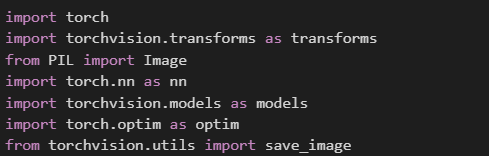 import torch
import torchvision.transforms as transforms
from PIL import Image
import torch.nn as nn
import torchvision.models as models
import torch.optim as optim
from torchvision.utils import save_image